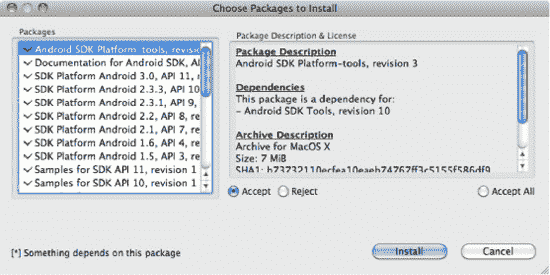 Choose Packages to Install
Packages
Android SDK Platform-tools, revision
Documentation for Android SDK, AI
SDK Platform Android 3.0, API 11, r
SDK Platform Android 2.3.3, API 10
SDK Platform Android 2.3.1, API 9,
SDK Platform Android 2.2, API 8, re
SDK Platform Android 2.1, API 7, re
SDK Platform Android 1.6, API 4, re
SDK Platform Android 1.5, API 3, re
Samples for SDK API 11, revision 1
Samples for SDK API 10, revision 1
Package Description & License
Package Description
Android SDK Platform-tools, revision 3
Dependencies
This package is a dependency for:
- Android SDK Tools, revision 10
Archive Description
Archive for MacOS X
Size: 7 MiB
SHA1:
Accept Reject Accept All
[*] Something depends on this package
Install Cancel